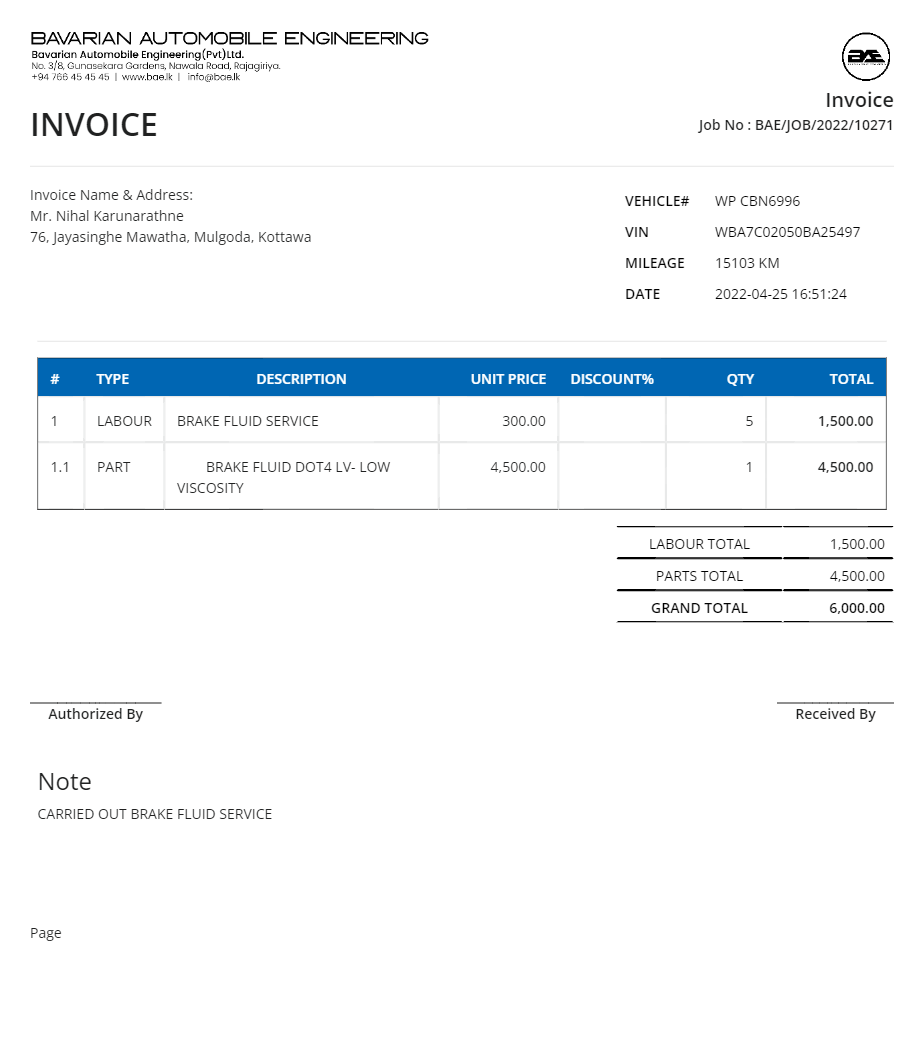 BAVARIAN AUTOMOBILE ENGINEERING
Bavarian Automobile Engineering(Pvt)Ltd.
No. 3/8, Gunasekara Gardens, Nawala Road, Rajagiriya.
+94 766 45 45 45 | www.bae.lk | info@bae.lk
BAE
Invoice
INVOICE
Job No : BAE/JOB/2022/10271
Invoice Name & Address:
Mr. Nihal Karunarathne
76, Jayasinghe Mawatha, Mulgoda, Kottawa
VEHICLE# WP CBN6996
VIN WBA7C02050BA25497
MILEAGE 15103 KM
DATE 2022-04-25 16:51:24
# TYPE DESCRIPTION UNIT PRICE DISCOUNT% QTY TOTAL
1 LABOUR BRAKE FLUID SERVICE 300.00 5 1,500.00
1.1 PART BRAKE FLUID DOT4 LV- LOW 4,500.00 1 4,500.00
VISCOSITY
LABOUR TOTAL 1,500.00
PARTS TOTAL 4,500.00
GRAND TOTAL 6,000.00
Authorized By Received By
Note
CARRIED OUT BRAKE FLUID SERVICE
Page